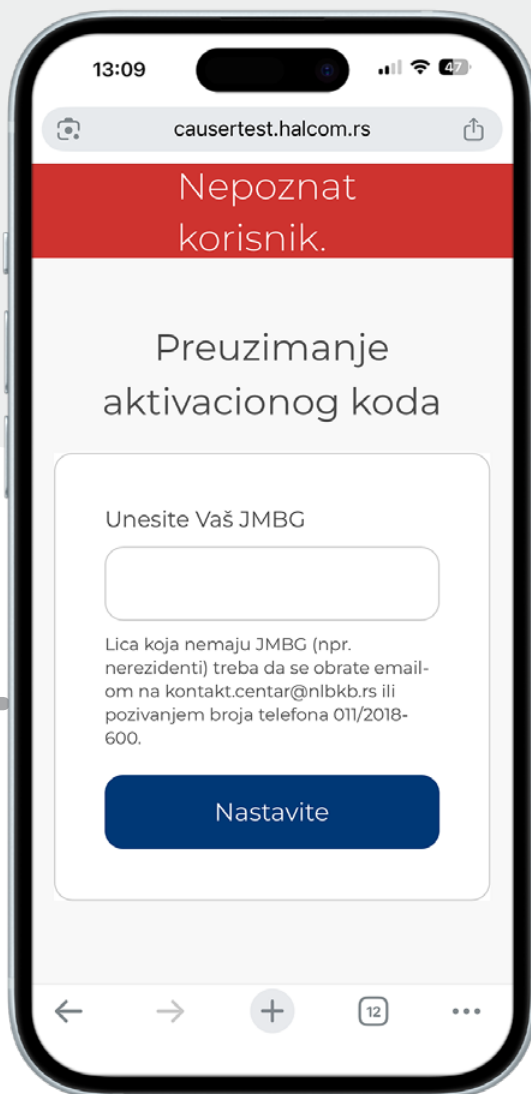 13:09
47
causertest.halcom.rs
Nepoznat
korisnik.
Preuzimanje
aktivacionog koda
Unesite Vaš JMBG
Lica koja nemaju JMBG (npr.
nerezidenti) treba da se obrate email-
om na kontakt.centar@nlbkb.rs ili
pozivanjem broja telefona 011/2018-
600.
Nastavite
12